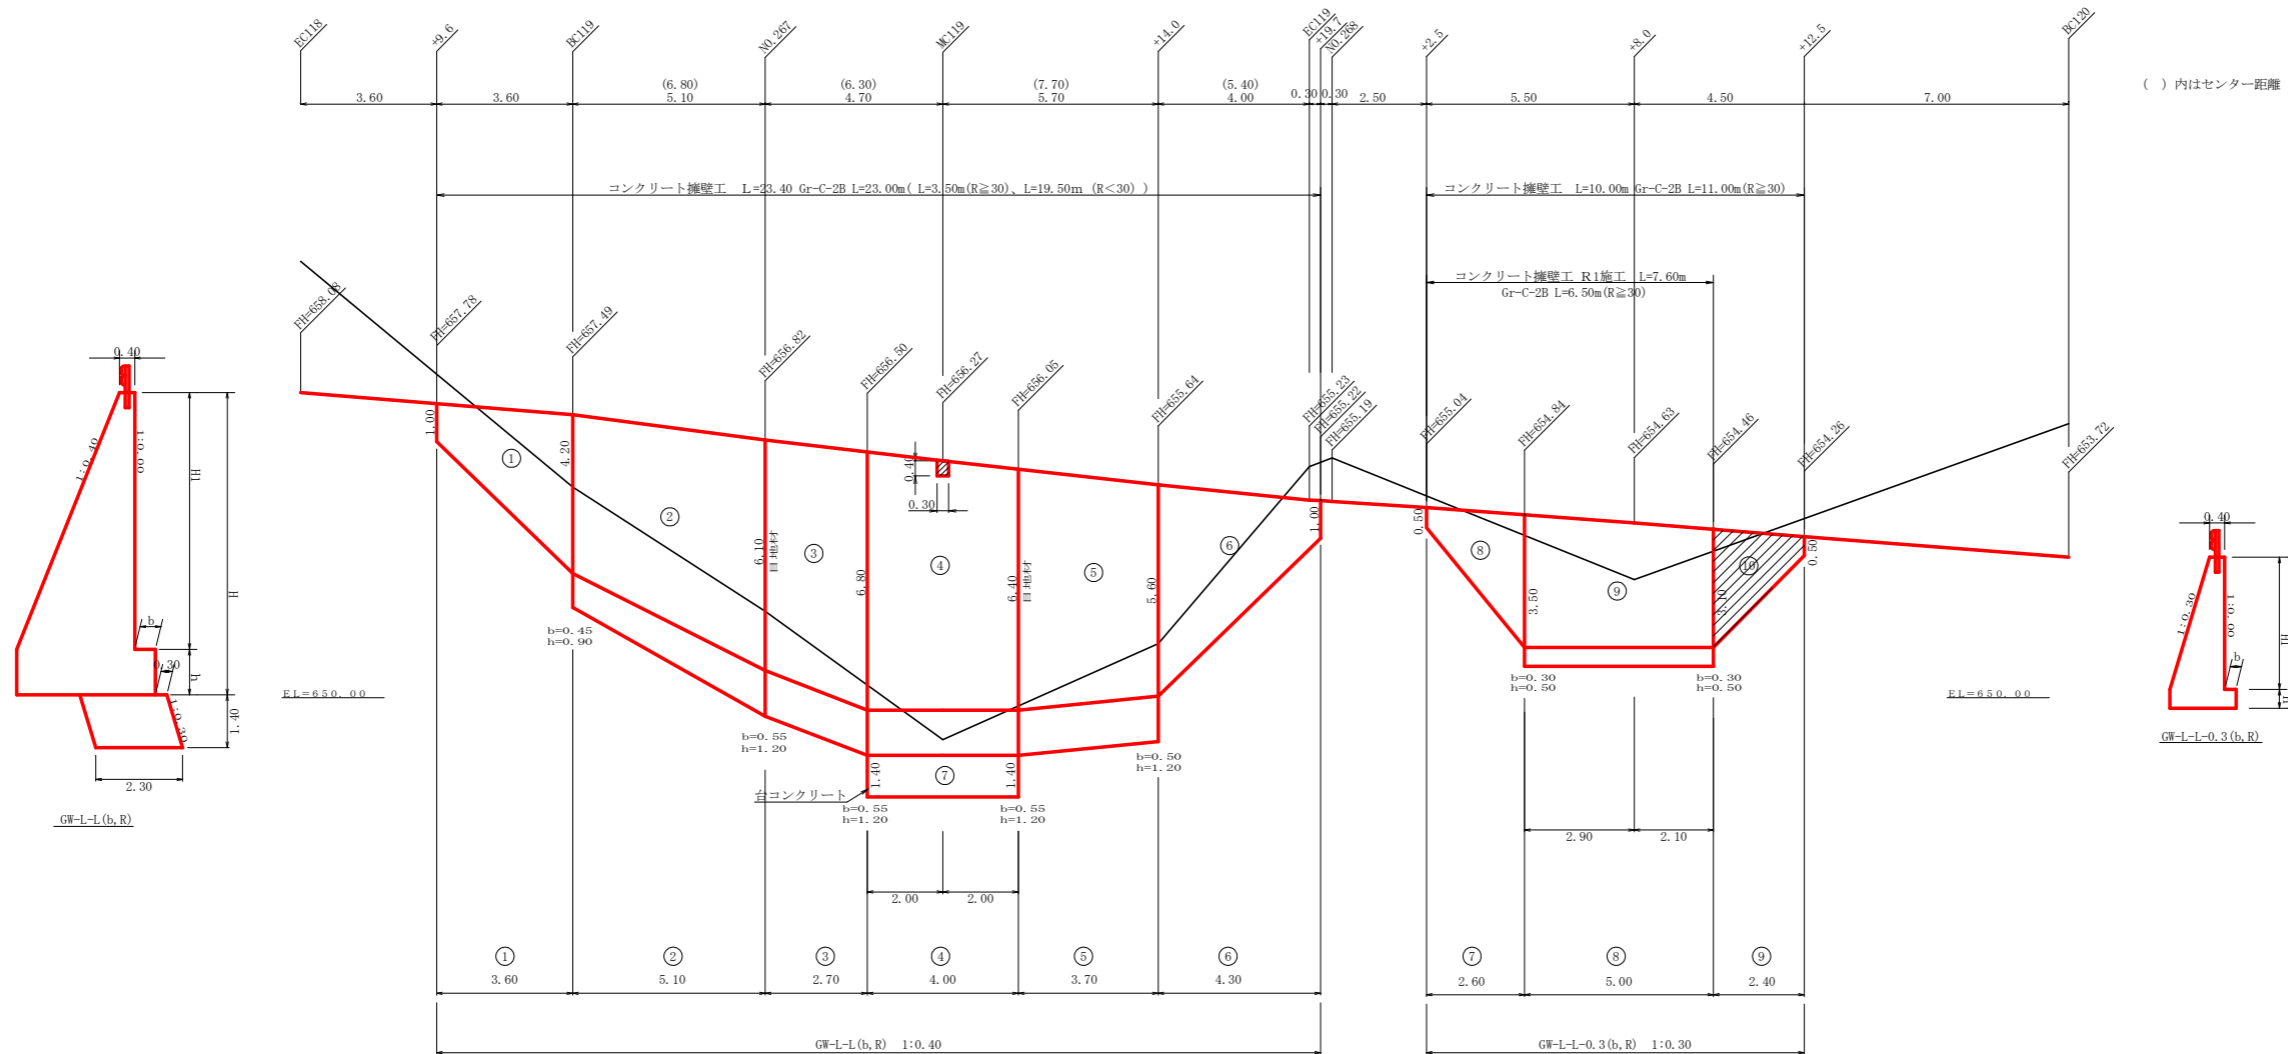 EC118
+9.6
BC119
NO.267
MC119
+14.0
EC119
+19.7
NO.268
+2.5
+8.0
+12.5
BC120
(6.80)
(6.30)
(7.70)
(5.40)
3.60
3.60
5.10
4.70
5.70
4.00
0.30
0.30
2.50
5.50
4.50
7.00
( )内はセンター距離
コンクリート擁壁工 L=23.40 Gr-C-2B L=23.00m( L=3.50m(R≧30)、L=19.50m (R<30) )
コンクリート擁壁工 L=10.00m Gr-C-2B L=11.00m(R≧30)
コンクリート擁壁工 R1施工 L=7.60m
Gr-C-2B L=6.50m(R≧30)
FH=658.08
FH=657.78
FH=657.49
FH=656.82
FH=656.50
FH=656.27
FH=656.05
FH=655.64
FH=655.23
FH=655.22
FH=655.19
FH=655.04
FH=654.84
FH=654.63
FH=654.46
FH=654.26
FH=653.72
0.40
1:0.40
1:0.00
H1
H
b
0.30
h
1:0.30
1.40
2.30
GW-L-L(b,R)
EL=650.00
1.00
①
4.20
②
6.10
目地材
③
6.80
0.40
0.30
④
6.40
目地材
⑤
5.60
⑥
1.00
0.50
⑧
3.50
⑨
3.10
⑩
0.50
b=0.45
h=0.90
b=0.55
h=1.20
台コンクリート
1.40
⑦
1.40
b=0.55
h=1.20
b=0.55
h=1.20
b=0.50
h=1.20
b=0.30
h=0.50
b=0.30
h=0.50
EL=650.00
0.40
1:0.30
1:0.00
H1
b
GW-L-L-0.3(b,R)
2.90
2.10
2.00
2.00
①
②
③
④
⑤
⑥
⑦
⑧
⑨
3.60
5.10
2.70
4.00
3.70
4.30
2.60
5.00
2.40
GW-L-L(b,R) 1:0.40
GW-L-L-0.3(b,R) 1:0.30